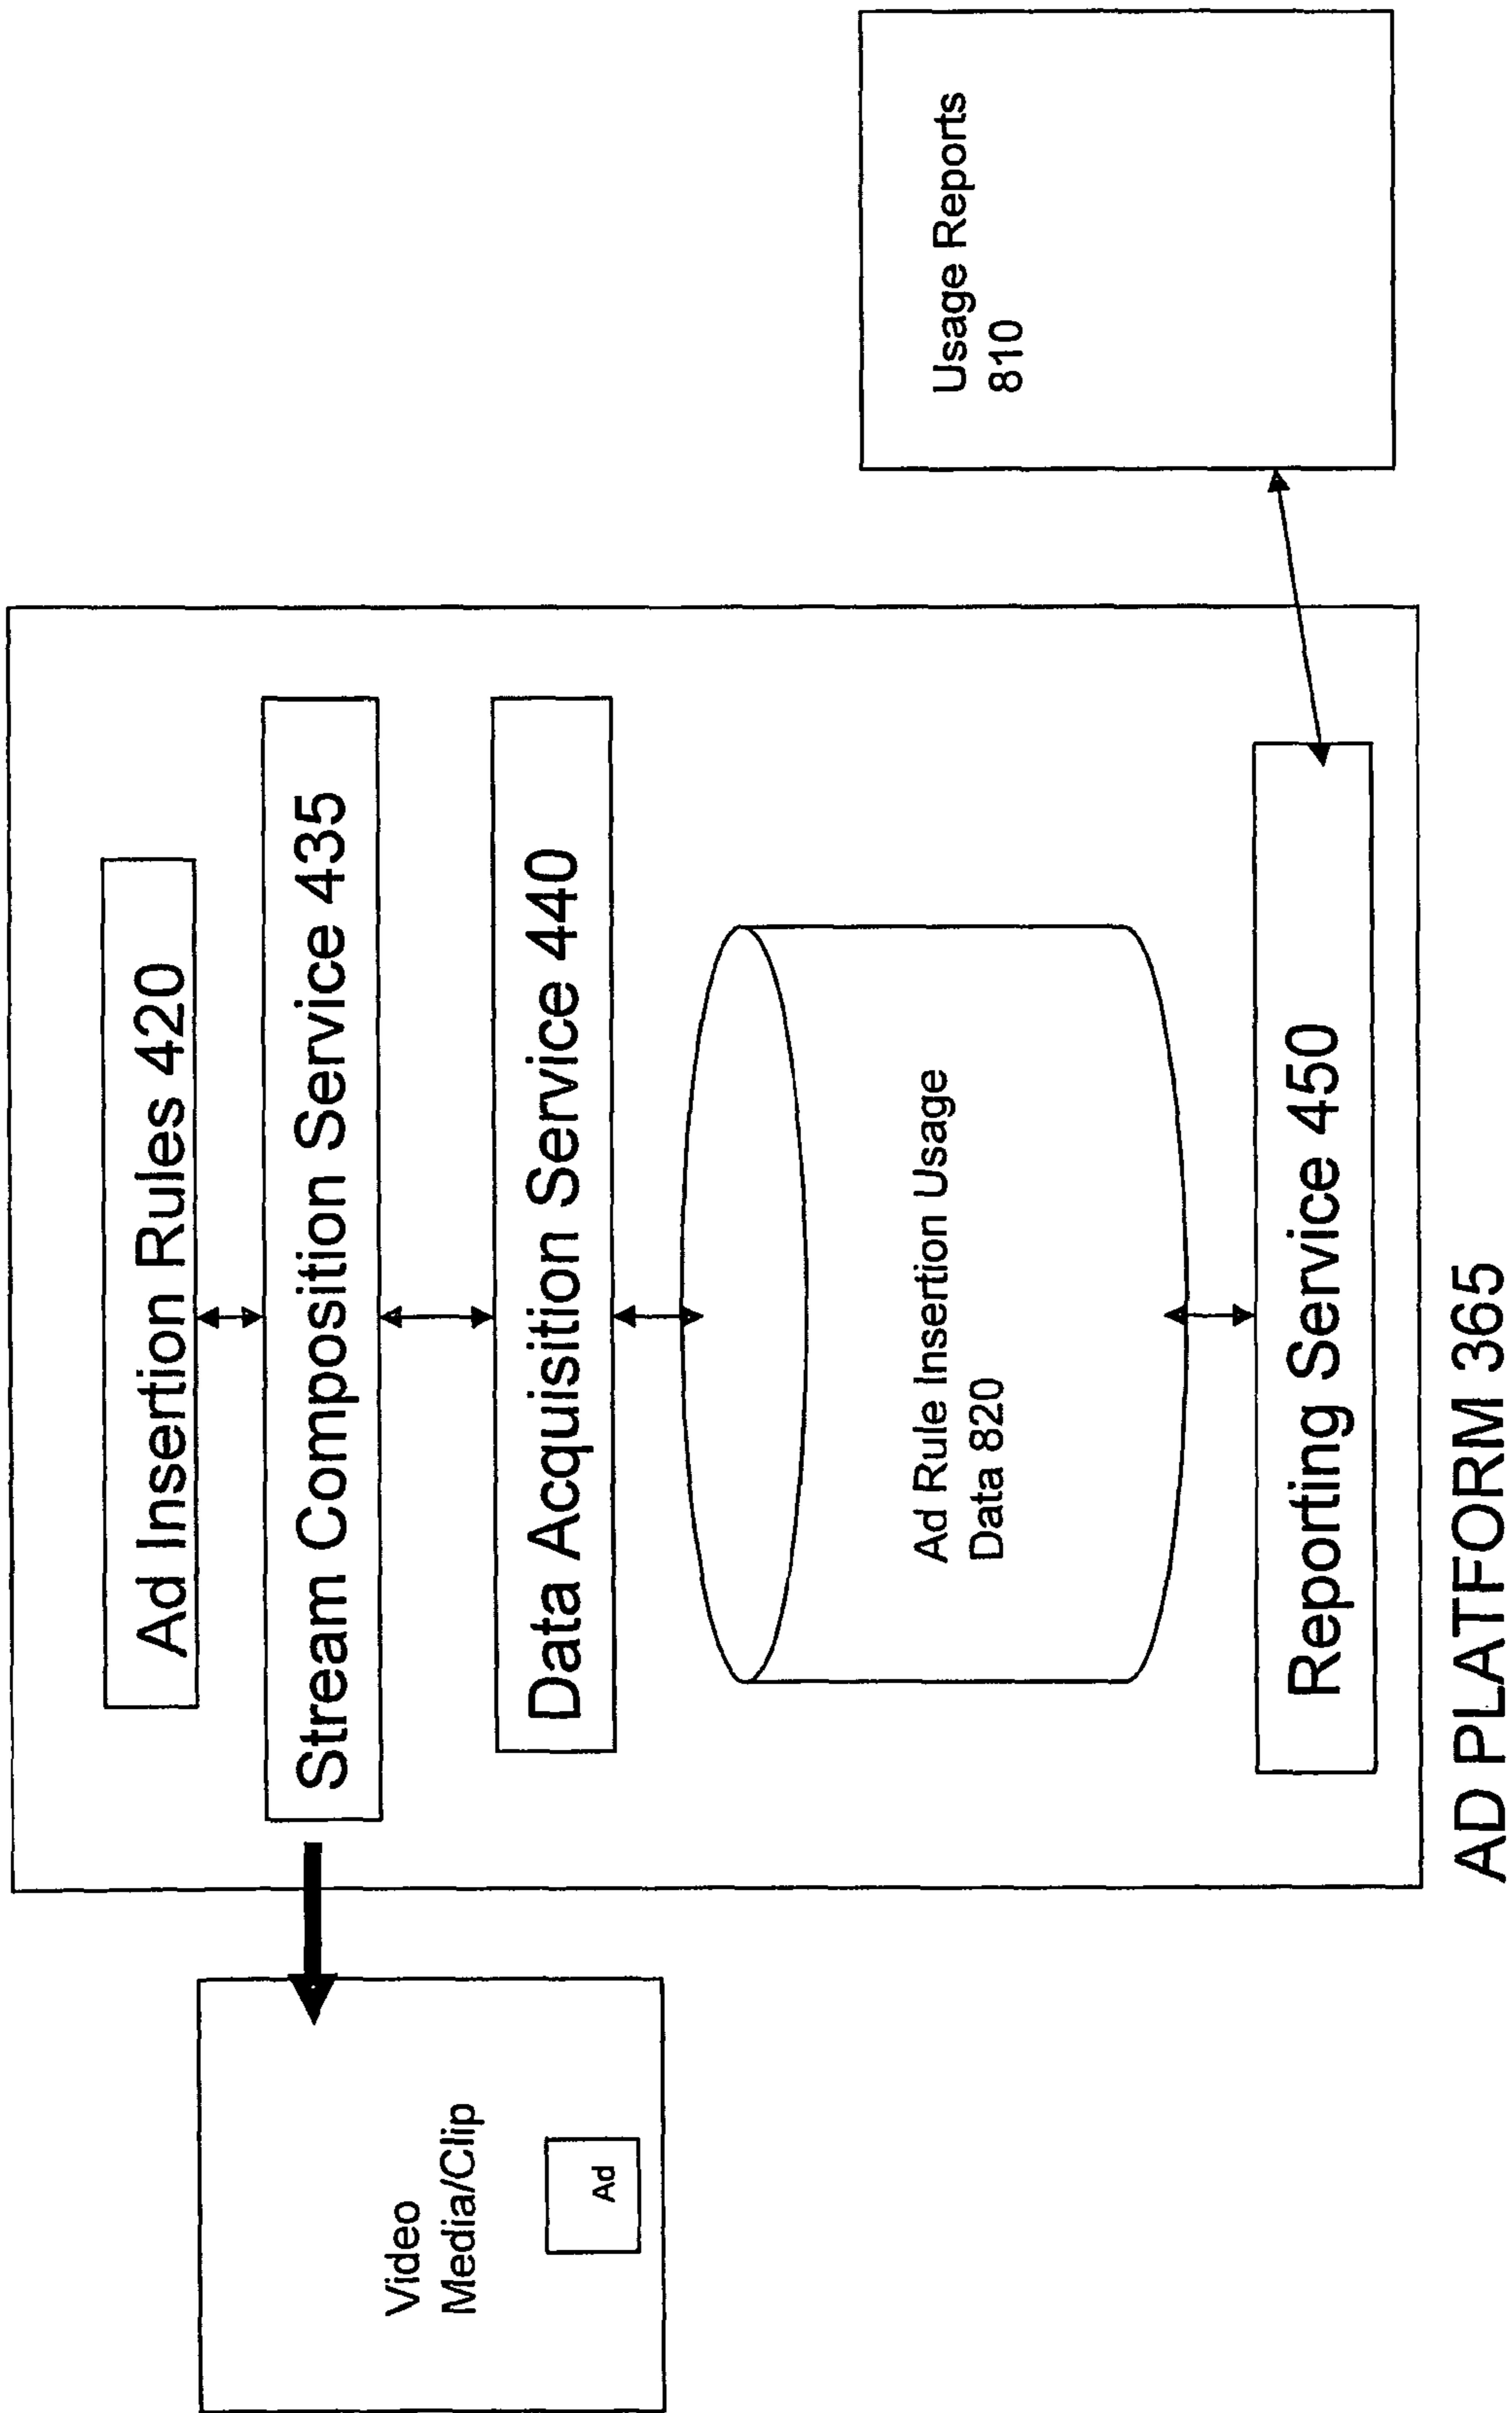 Video
Media/Clip
Ad
Ad Insertion Rules 420
Stream Composition Service 435
Data Acquisition Service 440
Ad Rule Insertion Usage
Data 820
Reporting Service 450
AD PLATFORM 365
Usage Reports
810